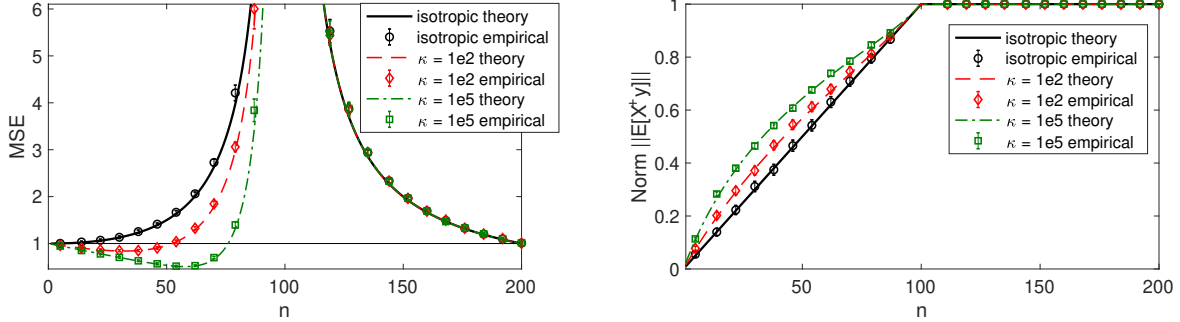 6
5
4
3
2
1
MSE
0
50
100
150
200
n
isotropic theory
isotropic empirical
κ = 1e2 theory
κ = 1e2 empirical
κ = 1e5 theory
κ = 1e5 empirical
1
0.8
0.6
0.4
0.2
0
Norm ||E[X⁺y]||
50
100
150
200
n
isotropic theory
isotropic empirical
κ = 1e2 theory
κ = 1e2 empirical
κ = 1e5 theory
κ = 1e5 empirical